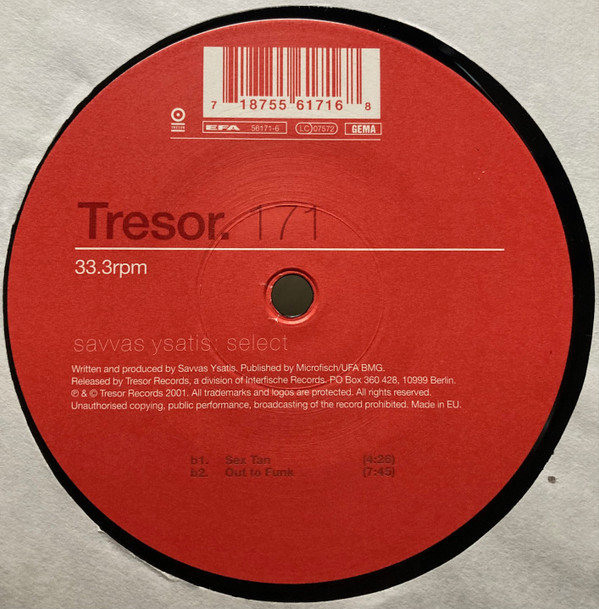 7 18755 61716 8
TRESOR
EFA 56171-6 LC 07572 GEMA
Tresor. 171
33.3rpm
savvas ysatis: select
Written and produced by Savvas Ysatis. Published by Microfisch/UFA BMG.
Released by Tresor Records, a division of Interfische Records. PO Box 360 428, 10999 Berlin.
℗ & © Tresor Records 2001. All trademarks and logos are protected. All rights reserved.
Unauthorised copying, public performance, broadcasting of the record prohibited. Made in EU.
b1. Sex Tan (4:26)
b2. Out to Funk (7:45)